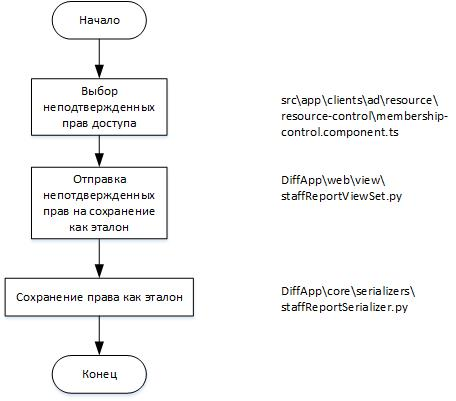 Начало
Выбор
неподтвержденных
прав доступа
src\app\clients\ad\resource\
resource-control\membership-
control.component.ts
Отправка
неподтвержденных
прав на сохранение
как эталон
DiffApp\web\view\
staffReportViewSet.py
Сохранение права как эталон
DiffApp\core\serializers\
staffReportSerializer.py
Конец